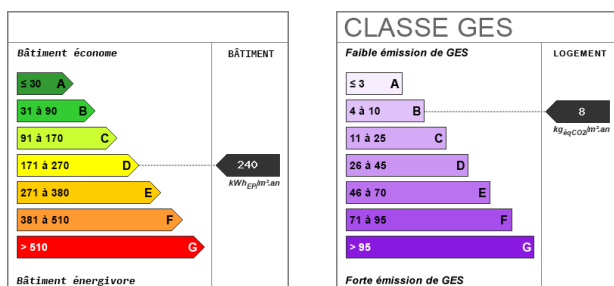 Bâtiment économe
BÂTIMENT
≤ 30 A
31 à 90 B
91 à 170 C
171 à 270 D
240
kWhEP/m².an
271 à 380 E
381 à 510 F
> 510 G
Bâtiment énergivore
CLASSE GES
Faible émission de GES
LOGEMENT
≤ 3 A
4 à 10 B
8
kgéqCO2/m².an
11 à 25 C
26 à 45 D
46 à 70 E
71 à 95 F
> 95 G
Forte émission de GES